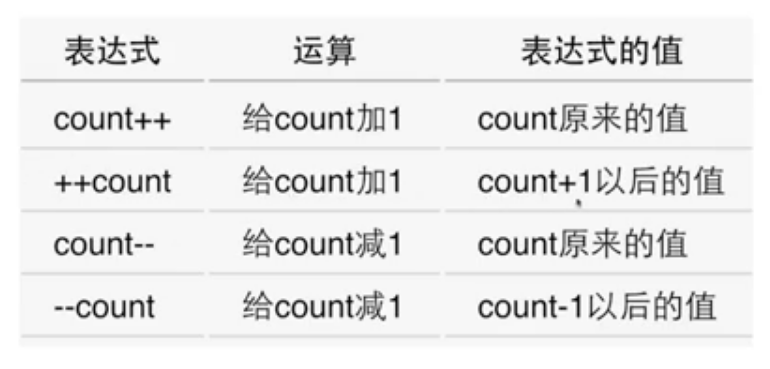 表达式 运算 表达式的值
count++ 给count加1 count原来的值
++count 给count加1 count+1以后的值
count-- 给count减1 count原来的值
--count 给count减1 count-1以后的值